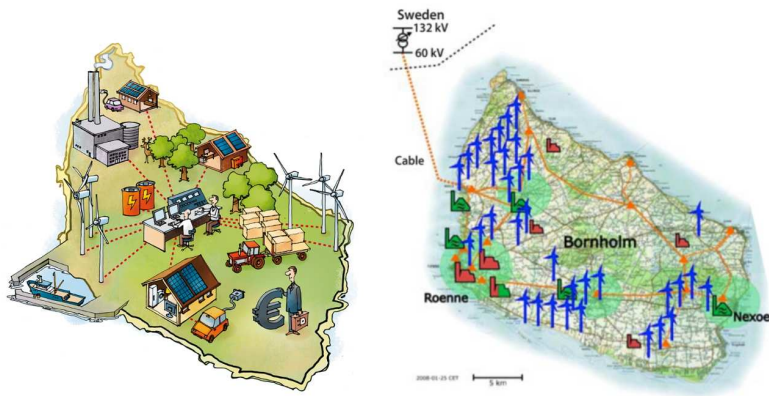 Sweden
132 kV
60 kV
Cable
Bornholm
Roenne
Nexoe
€
2008-01-25 CET
5 km